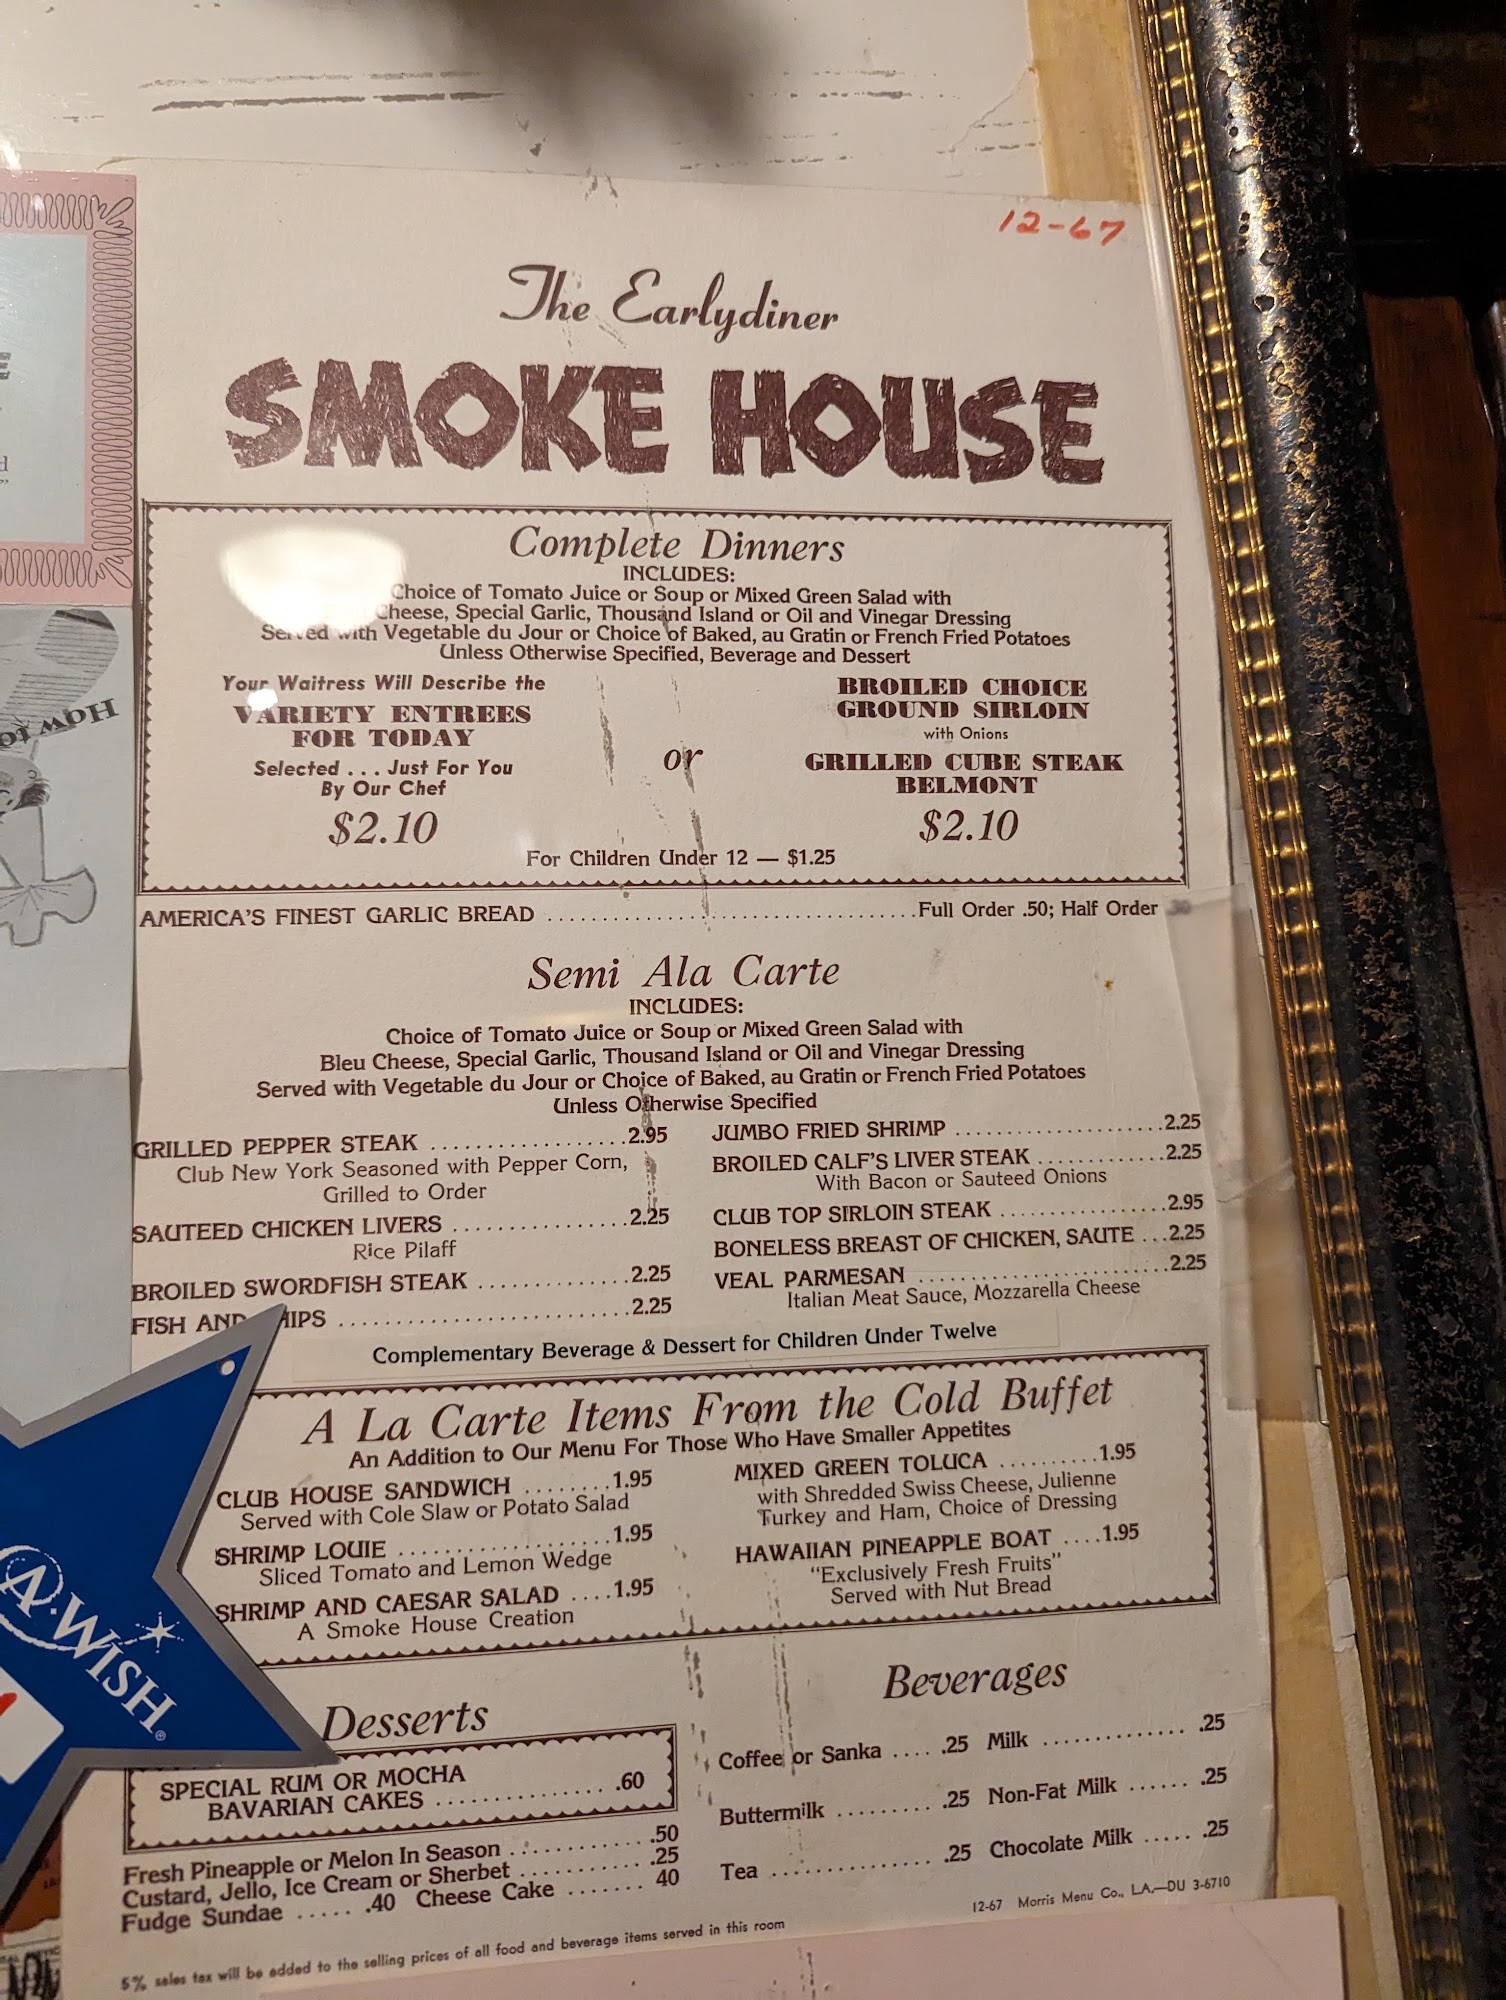 12-67
The Earlydiner
SMOKE HOUSE
Complete Dinners
INCLUDES:
Choice of Tomato Juice or Soup or Mixed Green Salad with
Cheese, Special Garlic, Thousand Island or Oil and Vinegar Dressing
Served with Vegetable du Jour or Choice of Baked, au Gratin or French Fried Potatoes
Unless Otherwise Specified, Beverage and Dessert
Your Waitress Will Describe the
VARIETY ENTREES
FOR TODAY
Selected . . . Just For You
By Our Chef
$2.10
or
BROILED CHOICE
GROUND SIRLOIN
with Onions
GRILLED CUBE STEAK
BELMONT
$2.10
For Children Under 12 — $1.25
AMERICA'S FINEST GARLIC BREAD ........ Full Order .50; Half Order
Semi Ala Carte
INCLUDES:
Choice of Tomato Juice or Soup or Mixed Green Salad with
Bleu Cheese, Special Garlic, Thousand Island or Oil and Vinegar Dressing
Served with Vegetable du Jour or Choice of Baked, au Gratin or French Fried Potatoes
Unless Otherwise Specified
GRILLED PEPPER STEAK ........ 2.95
Club New York Seasoned with Pepper Corn,
Grilled to Order
SAUTEED CHICKEN LIVERS ........ 2.25
Rice Pilaff
BROILED SWORDFISH STEAK ........ 2.25
FISH AND HIPS ........ 2.25
JUMBO FRIED SHRIMP ........ 2.25
BROILED CALF'S LIVER STEAK ........ 2.25
With Bacon or Sauteed Onions
CLUB TOP SIRLOIN STEAK ........ 2.95
BONELESS BREAST OF CHICKEN, SAUTE ... 2.25
VEAL PARMESAN ........ 2.25
Italian Meat Sauce, Mozzarella Cheese
Complementary Beverage & Dessert for Children Under Twelve
A La Carte Items From the Cold Buffet
An Addition to Our Menu For Those Who Have Smaller Appetites
CLUB HOUSE SANDWICH ........ 1.95
Served with Cole Slaw or Potato Salad
SHRIMP LOUIE ........ 1.95
Sliced Tomato and Lemon Wedge
SHRIMP AND CAESAR SALAD .... 1.95
A Smoke House Creation
MIXED GREEN TOLUCA ........ 1.95
with Shredded Swiss Cheese, Julienne
Turkey and Ham, Choice of Dressing
HAWAIIAN PINEAPPLE BOAT .... 1.95
"Exclusively Fresh Fruits"
Served with Nut Bread
Desserts
SPECIAL RUM OR MOCHA
BAVARIAN CAKES ........ .60
Fresh Pineapple or Melon In Season ........ .50
Custard, Jello, Ice Cream or Sherbet ........ .25
Fudge Sundae ..... .40 Cheese Cake ....... 40
Beverages
Coffee or Sanka .... .25 Milk ........ .25
Buttermilk ........ .25 Non-Fat Milk ...... .25
Tea ........ .25 Chocolate Milk ..... .25
12-67 Morris Menu Co., L.A.—DU 3-6710
5% sales tax will be added to the selling prices of all food and beverage items served in this room
How to
A-WISH®